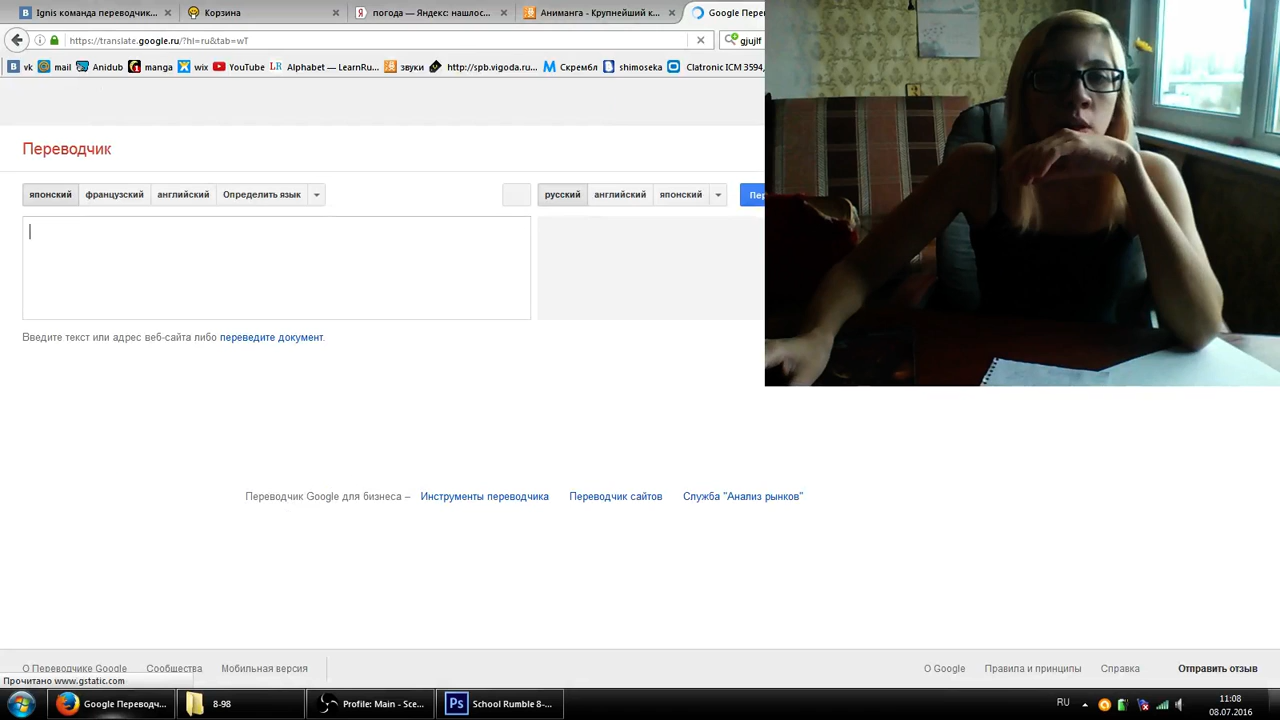 Ignis команда переводчик...
Корзина
погода — Яндекс: нашлос...
Анимanga - Крупнейший к...
Google Пере
https://translate.google.ru/?hl=ru&tab=wT
gjujlf
vk
mail
Anidub
manga
wix
YouTube
Alphabet — LearnRu...
звуки
http://spb.vigoda.ru...
Скрембл
shimoseka
Clatronic ICM 3594,
Переводчик
японский французский английский Определить язык
русский английский японский
Пер
Введите текст или адрес веб-сайта либо переведите документ.
Переводчик Google для бизнеса – Инструменты переводчика Переводчик сайтов Служба "Анализ рынков"
О Переводчике Google Сообщества Мобильная версия
О Google Правила и принципы Справка Отправить отзыв
Прочитано www.gstatic.com
Google Переводч...
8-98
Profile: Main - Sce...
Ps
School Rumble 8-...
RU
11:08
08.07.2016